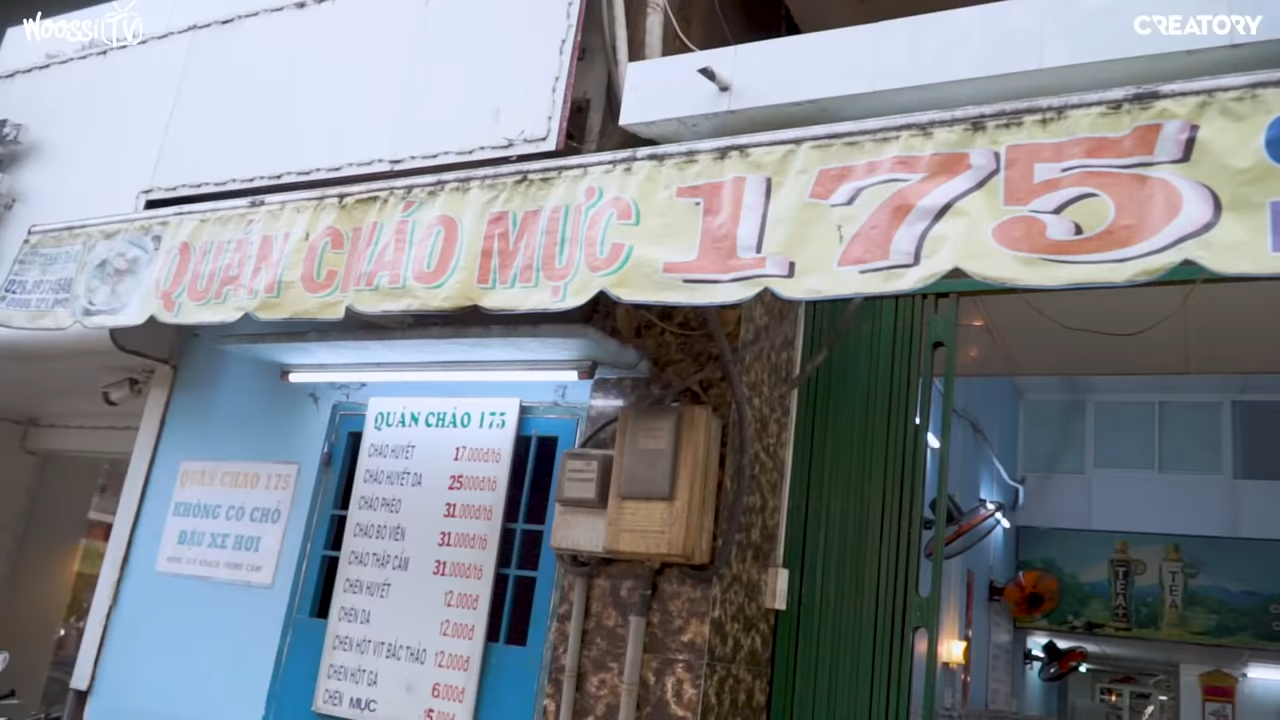 WOOSSI TV
CREATORY
QUÁN CHÁO MỰC 175
QUÁN CHÁO 175
CHÁO HUYẾT 17.000đ/tô
CHÁO HUYẾT DA 25000đ/tô
CHÁO PHÈO 31.000đ/tô
CHÁO BÒ VIÊN 31.000đ/tô
CHÁO THẬP CẨM 31.000đ/tô
CHÉN HUYẾT 12.000đ
CHÉN DA 12.000đ
CHÉN HỘT VỊT BẮC THẢO 12.000đ
CHÉN HỘT GÀ 6.000đ
CHÉN MỰC 15.000đ
QUÁN CHÁO 175
KHÔNG CÓ CHỖ
ĐẬU XE HƠI
TEA+
TEA